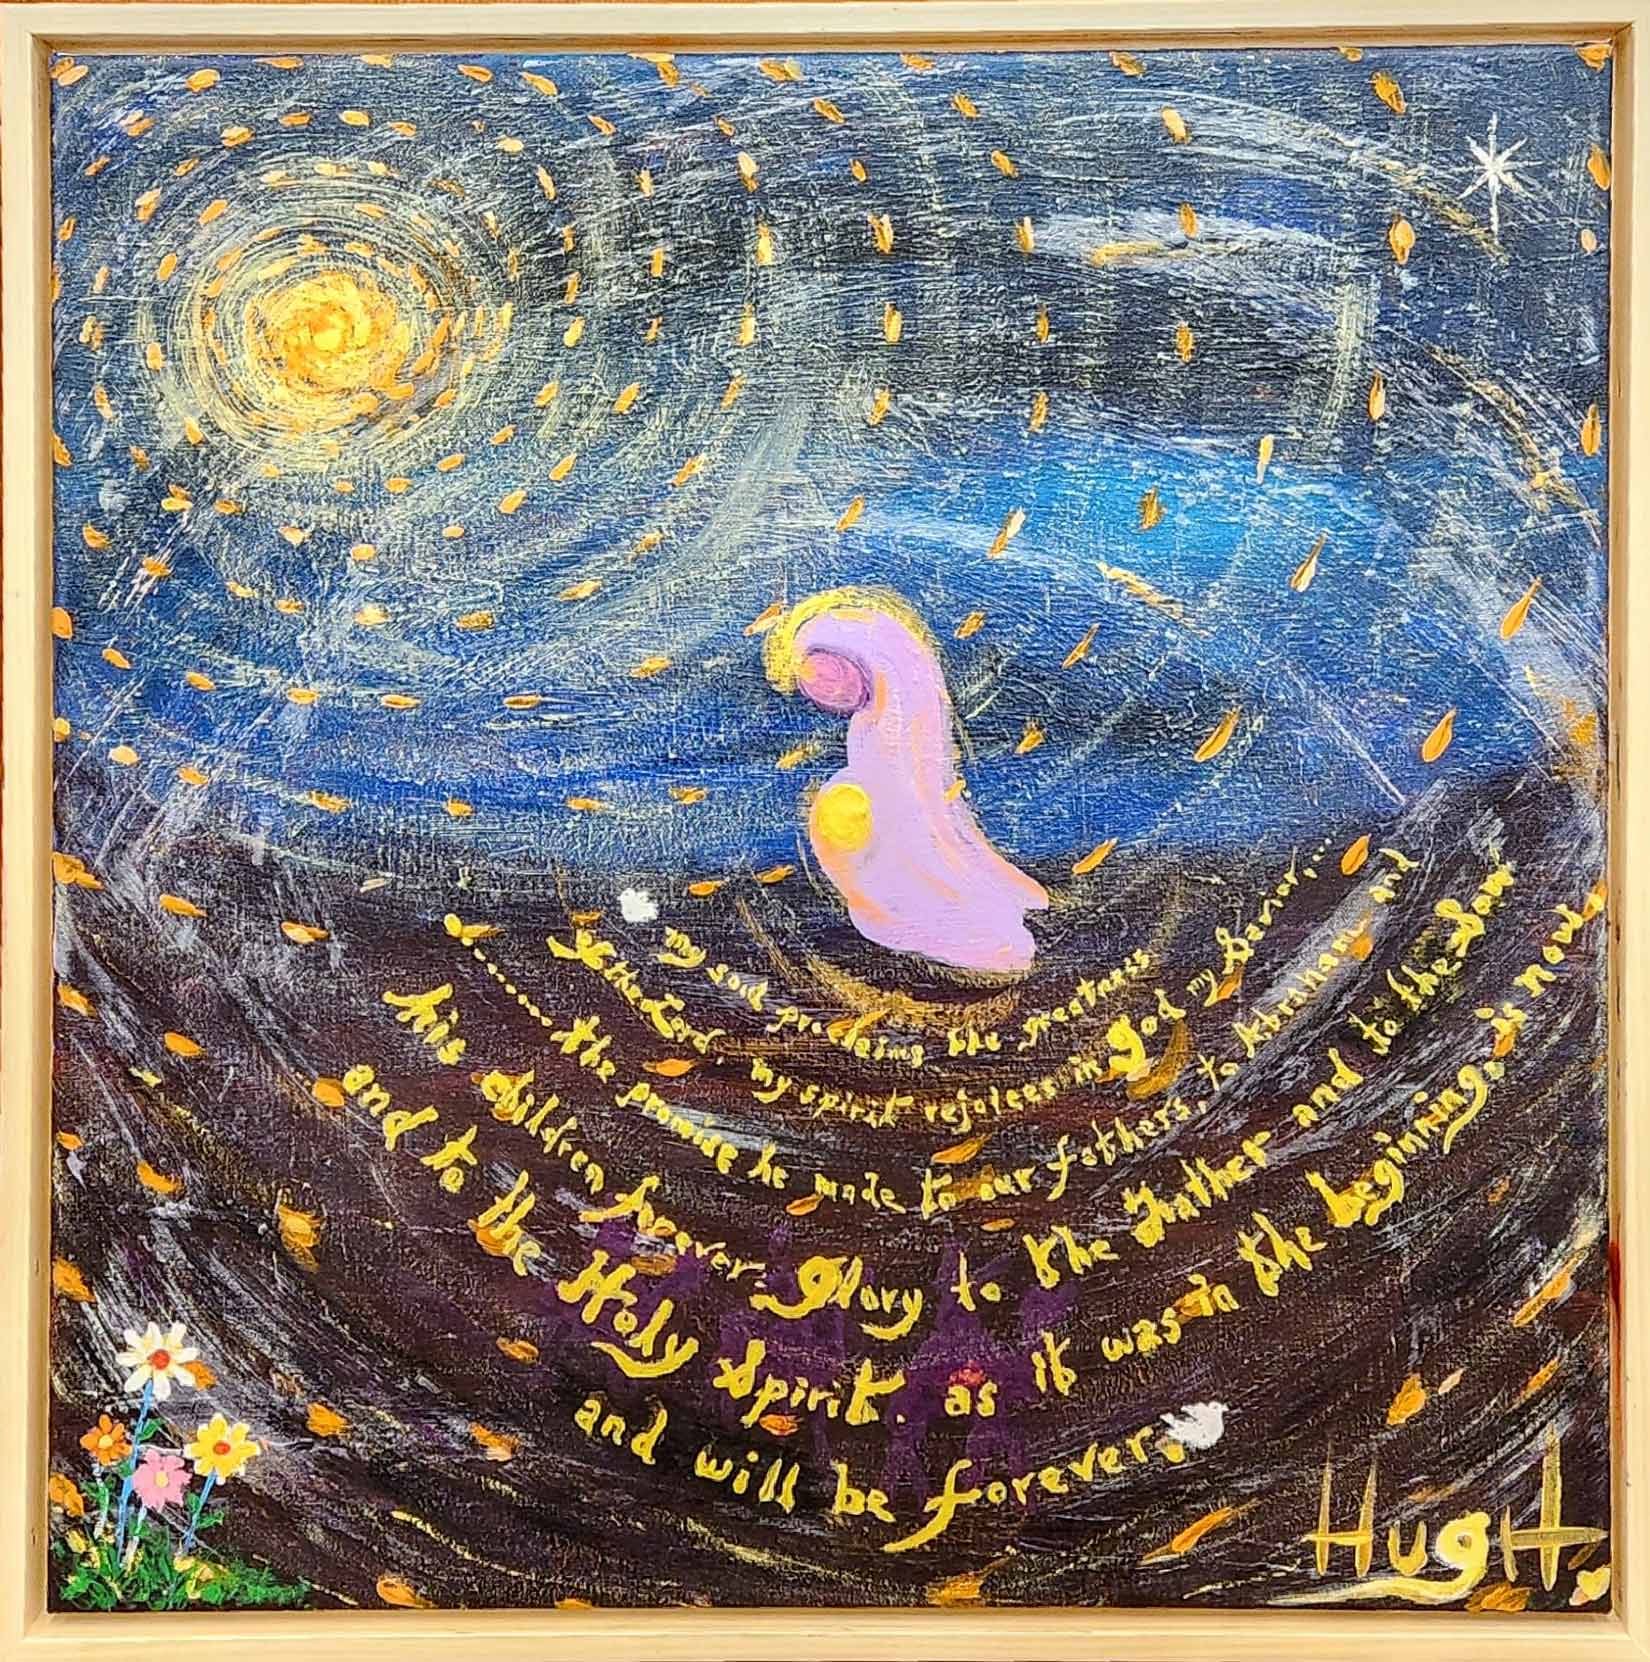 my soul proclaims the greatness
of the Lord. my spirit rejoices in god my Savior,...
........the promise he made to our fathers, to Abraham and
his children forever. Glory to the Father and to the Son
and to the Holy Spirit. as it was in the beginning, is now,
and will be forever.
HugH